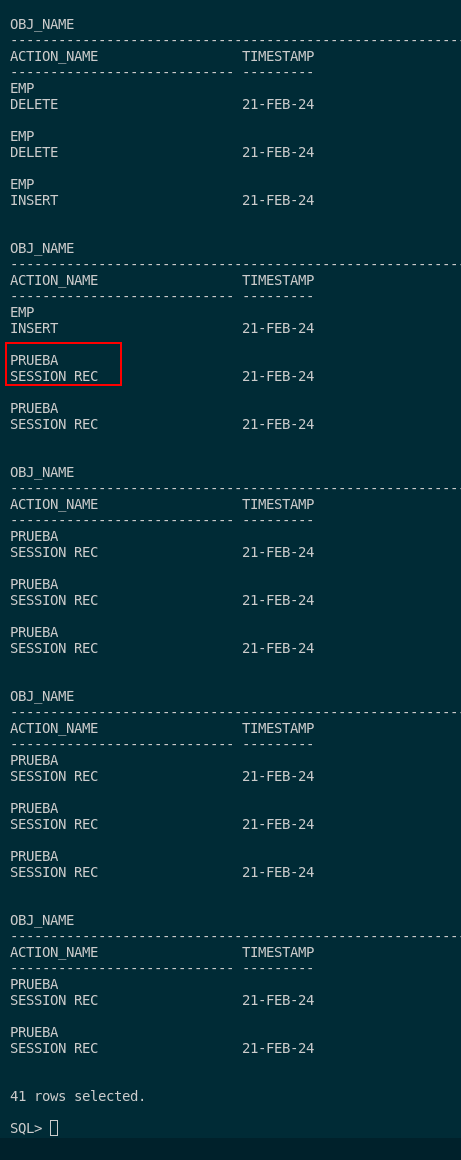 OBJ_NAME
--------------------------------------------------------
ACTION_NAME                  TIMESTAMP
---------------------------- ---------
EMP
DELETE                       21-FEB-24
EMP
DELETE                       21-FEB-24
EMP
INSERT                       21-FEB-24
OBJ_NAME
--------------------------------------------------------
ACTION_NAME                  TIMESTAMP
---------------------------- ---------
EMP
INSERT                       21-FEB-24
PRUEBA
SESSION REC                  21-FEB-24
PRUEBA
SESSION REC                  21-FEB-24
OBJ_NAME
--------------------------------------------------------
ACTION_NAME                  TIMESTAMP
---------------------------- ---------
PRUEBA
SESSION REC                  21-FEB-24
PRUEBA
SESSION REC                  21-FEB-24
PRUEBA
SESSION REC                  21-FEB-24
OBJ_NAME
--------------------------------------------------------
ACTION_NAME                  TIMESTAMP
---------------------------- ---------
PRUEBA
SESSION REC                  21-FEB-24
PRUEBA
SESSION REC                  21-FEB-24
PRUEBA
SESSION REC                  21-FEB-24
OBJ_NAME
--------------------------------------------------------
ACTION_NAME                  TIMESTAMP
---------------------------- ---------
PRUEBA
SESSION REC                  21-FEB-24
PRUEBA
SESSION REC                  21-FEB-24
41 rows selected.
SQL>